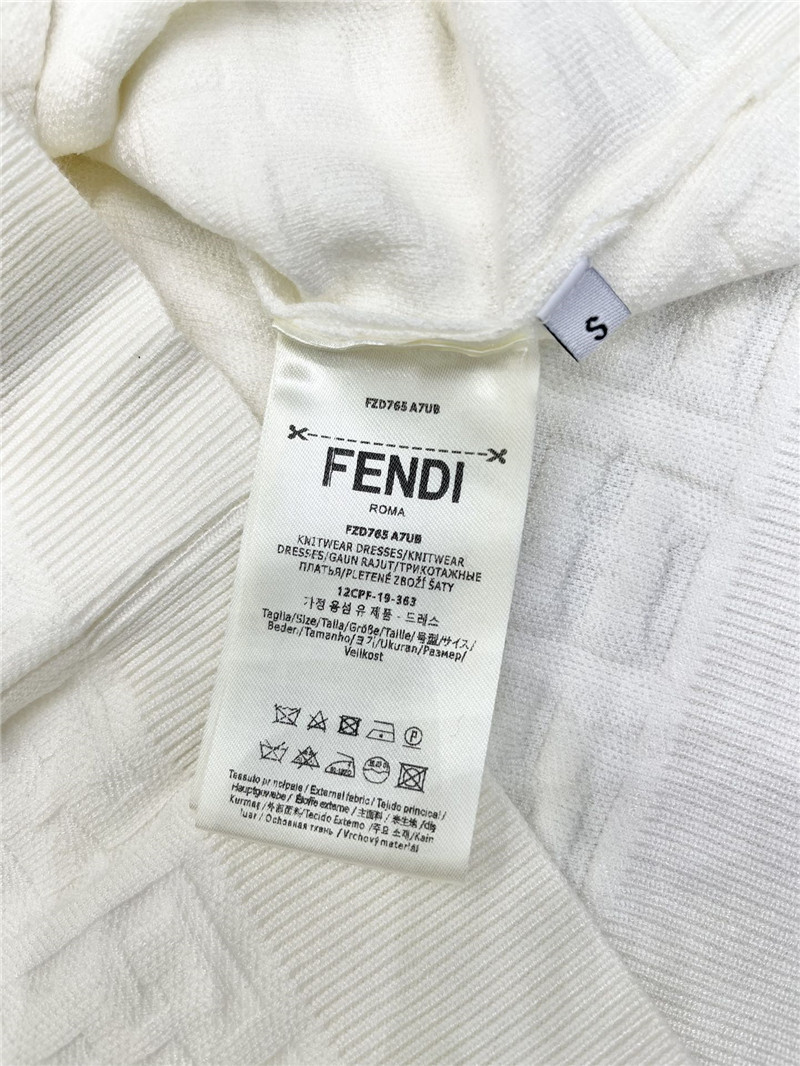 S
FZD765 A7UB
FENDI
ROMA
FZD765 A7UB
KNITWEAR DRESSES/KNITWEAR
DRESSES/GAUN RAJUT/ТРИКОТАЖНЫЕ
ПЛАТЬЯ/PLETENÉ ZBOŽÍ ŠATY
12CPF-19-363
가정 용섬 유 제품 - 드레스
Taglia/Size/Talla/Größe/Taille/号型/サイズ/
Beden/Tamanho/크기/Ukuran/Размер/
Velikost
P
Tessuto principale / External fabric / Tejido principal /
Hauptgewebe / Étoffe externe / 主面料 / 表生地 /dış
Kumaş /外部面料/Tecido Externo /주요 소재/Kain
luar / Основная ткань / Vrchový materiál